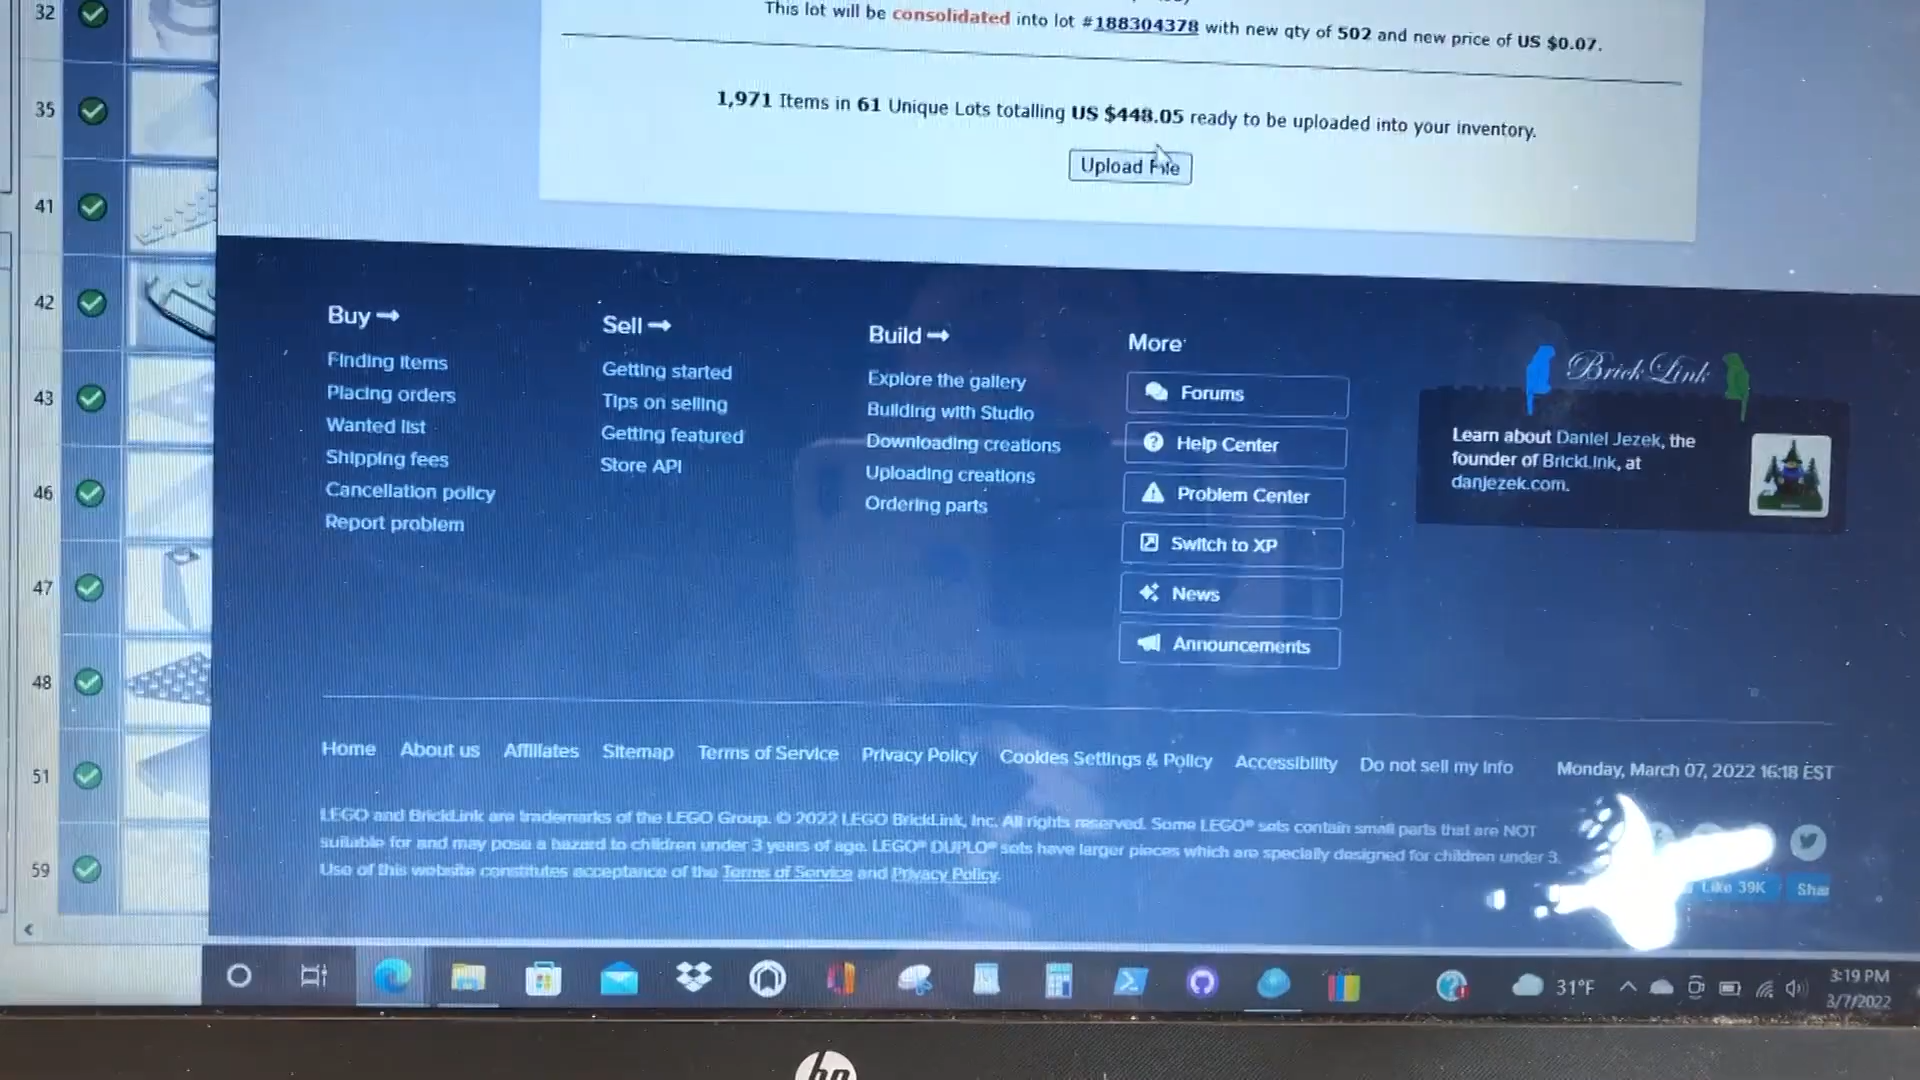 32
This lot will be consolidated into lot #188304378 with new qty of 502 and new price of US $0.07.
35
1,971 Items in 61 Unique Lots totalling US $448.05 ready to be uploaded into your inventory.
Upload File
41
42
43
46
47
48
51
59
Buy
Finding items
Placing orders
Wanted list
Shipping fees
Cancellation policy
Report problem
Sell
Getting started
Tips on selling
Getting featured
Store API
Build
Explore the gallery
Building with Studio
Downloading creations
Uploading creations
Ordering parts
More
Forums
Help Center
Problem Center
Switch to XP
News
Announcements
BrickLink
Learn about Daniel Jezek, the
founder of BrickLink, at
danjezek.com.
Home About us Affiliates Sitemap Terms of Service Privacy Policy Cookies Settings & Policy Accessibility Do not sell my info Monday, March 07, 2022 16:18 EST
LEGO and BrickLink are trademarks of the LEGO Group. © 2022 LEGO BrickLink, Inc. All rights reserved. Some LEGO® sets contain small parts that are NOT
suitable for and may pose a hazard to children under 3 years of age. LEGO® DUPLO® sets have larger pieces which are specially designed for children under 3.
Use of this website constitutes acceptance of the Terms of Service and Privacy Policy.
Like 39K
31°F
3:19 PM
3/7/2022
hp